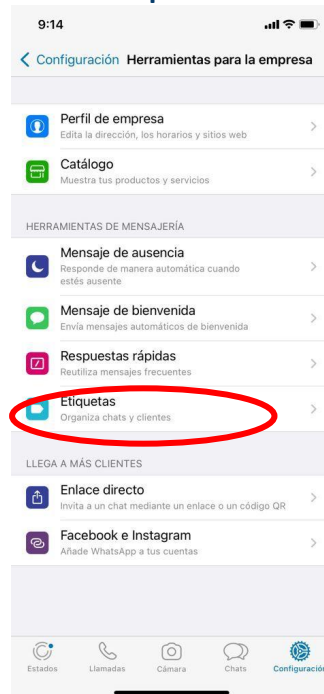 9:14
Configuración Herramientas para la empresa
Perfil de empresa
Edita la dirección, los horarios y sitios web
Catálogo
Muestra tus productos y servicios
HERRAMIENTAS DE MENSAJERÍA
Mensaje de ausencia
Responde de manera automática cuando
estés ausente
Mensaje de bienvenida
Envía mensajes automáticos de bienvenida
Respuestas rápidas
Reutiliza mensajes frecuentes
Etiquetas
Organiza chats y clientes
LLEGA A MÁS CLIENTES
Enlace directo
Invita a un chat mediante un enlace o un código QR
Facebook e Instagram
Añade WhatsApp a tus cuentas
Estados Llamadas Cámara Chats Configuración